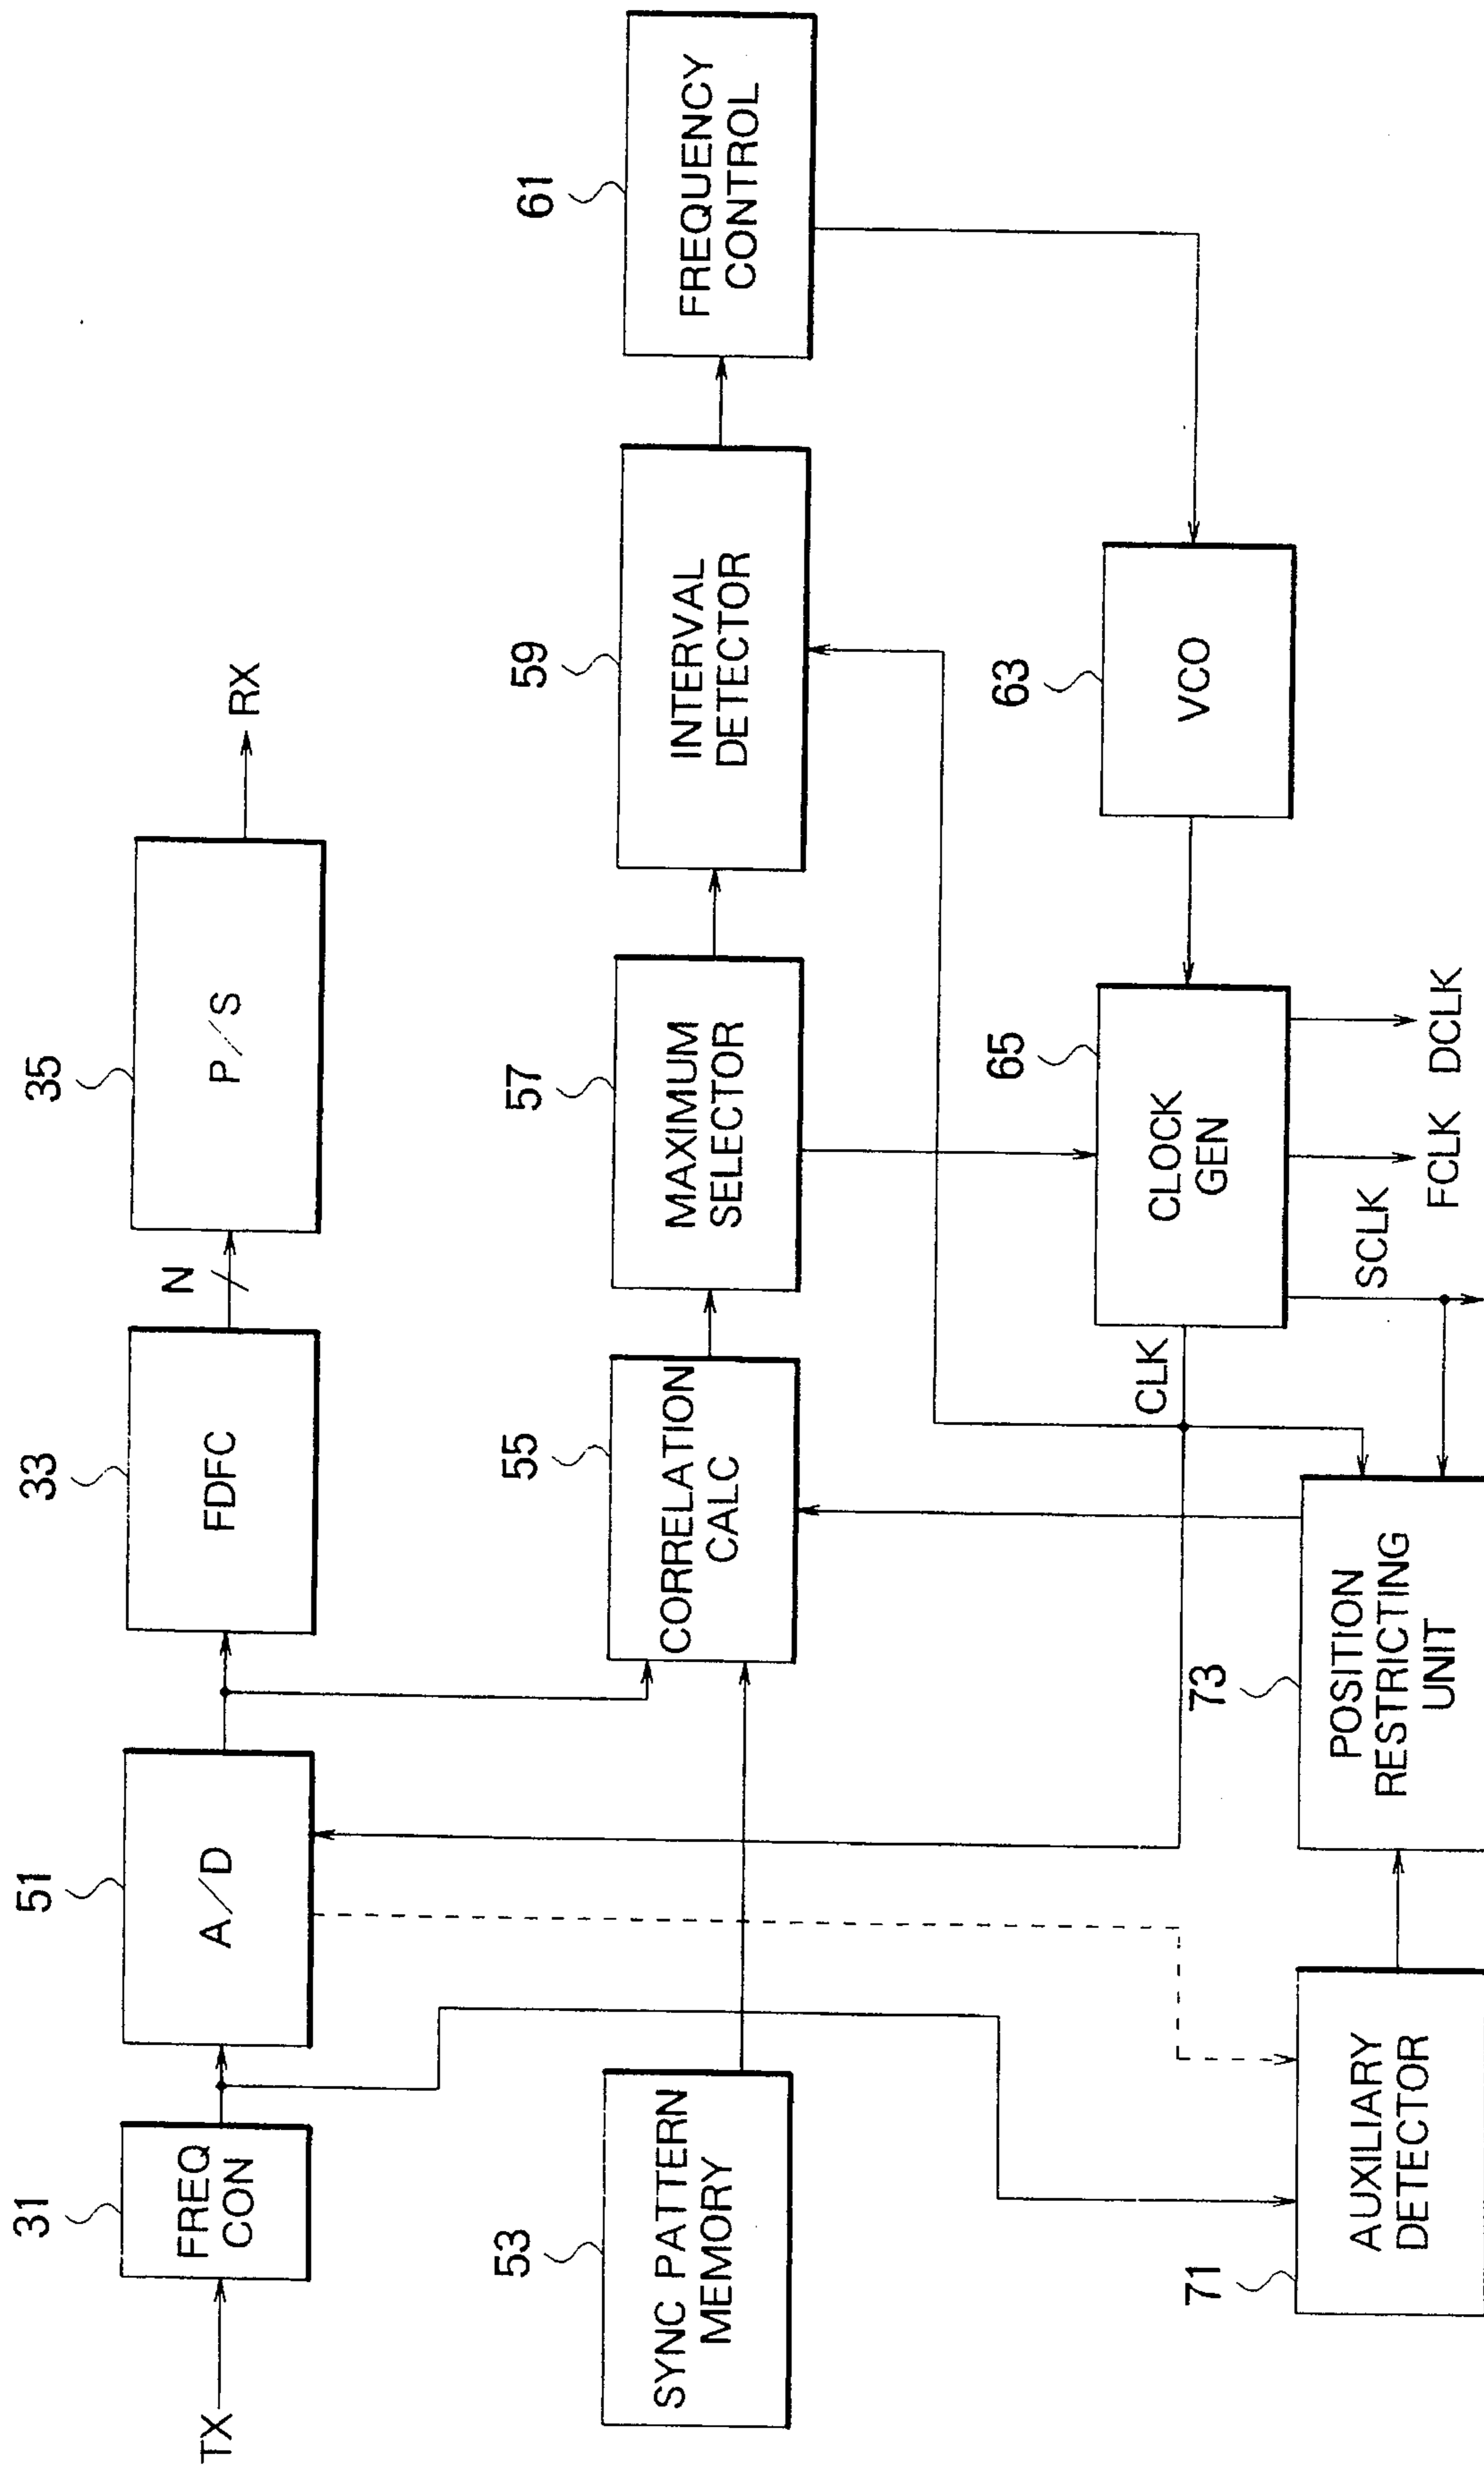 TX
31
FREQ
CON
51
A/D
33
FDFC
N
35
P/S
RX
53
SYNC PATTERN
MEMORY
55
CORRELATION
CALC
57
MAXIMUM
SELECTOR
59
INTERVAL
DETECTOR
61
FREQUENCY
CONTROL
63
VCO
65
CLOCK
GEN
CLK
SCLK
FCLK
DCLK
71
AUXILIARY
DETECTOR
73
POSITION
RESTRICTING
UNIT